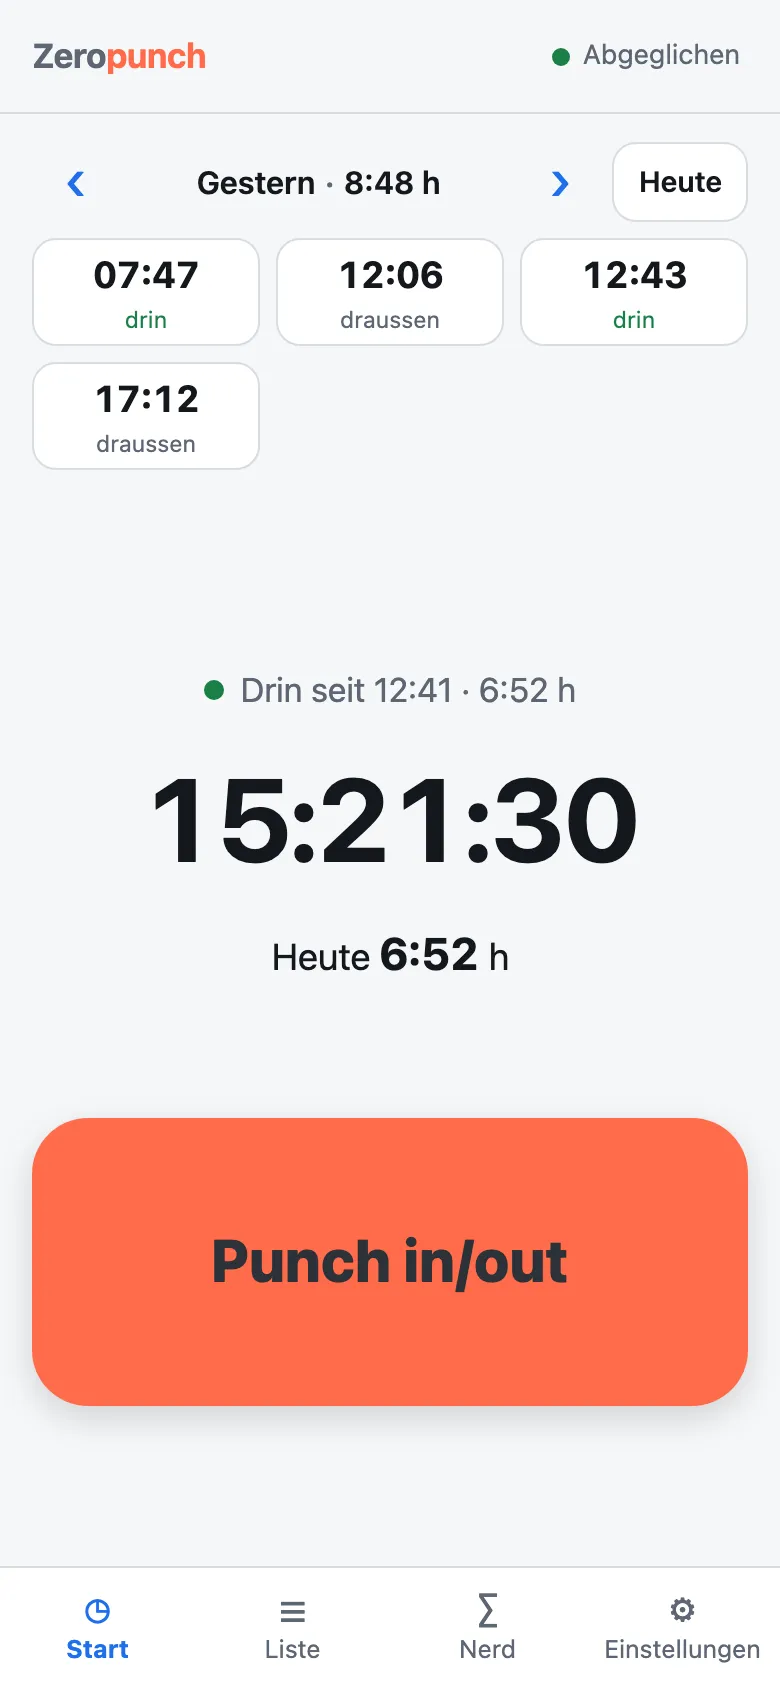 Zeropunch
Abgeglichen
‹ Gestern · 8:48 h › Heute
07:47 12:06 12:43
drin draussen drin
17:12
draussen
Drin seit 12:41 · 6:52 h
15:21:30
Heute 6:52 h
Punch in/out
Start Liste Nerd Einstellungen